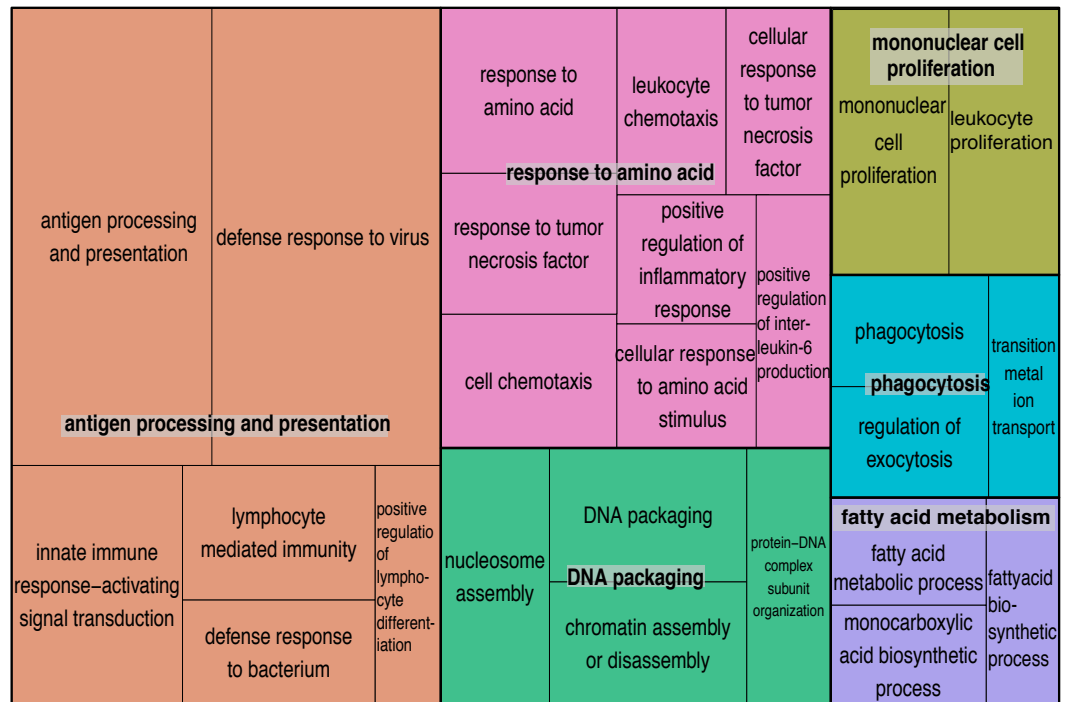 antigen processing
and presentation
defense response to virus
antigen processing and presentation
innate immune
response−activating
signal transduction
lymphocyte
mediated immunity
defense response
to bacterium
positive
regulatio
of
lympho-
cyte
different-
iation
response to
amino acid
leukocyte
chemotaxis
cellular
response
to tumor
necrosis
factor
response to amino acid
response to tumor
necrosis factor
positive
regulation of
inflammatory
response
positive
regulation
of inter-
leukin-6
production
cell chemotaxis
cellular response
to amino acid
stimulus
nucleosome
assembly
DNA packaging
DNA packaging
chromatin assembly
or disassembly
protein−DNA
complex
subunit
organization
mononuclear cell
proliferation
mononuclear
cell
proliferation
leukocyte
proliferation
phagocytosis
phagocytosis
regulation of
exocytosis
transition
metal
ion
transport
fatty acid metabolism
fatty acid
metabolic process
monocarboxylic
acid biosynthetic
process
fattyacid
bio-
synthetic
process